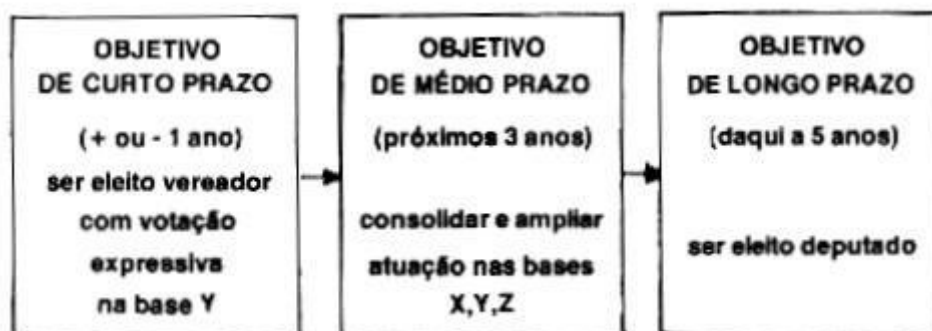 OBJETIVO
DE CURTO PRAZO
(+ ou - 1 ano)
ser eleito vereador
com votação
expressiva
na base Y
OBJETIVO
DE MÉDIO PRAZO
(próximos 3 anos)
consolidar e ampliar
atuação nas bases
X,Y,Z
OBJETIVO
DE LONGO PRAZO
(daqui a 5 anos)
ser eleito deputado